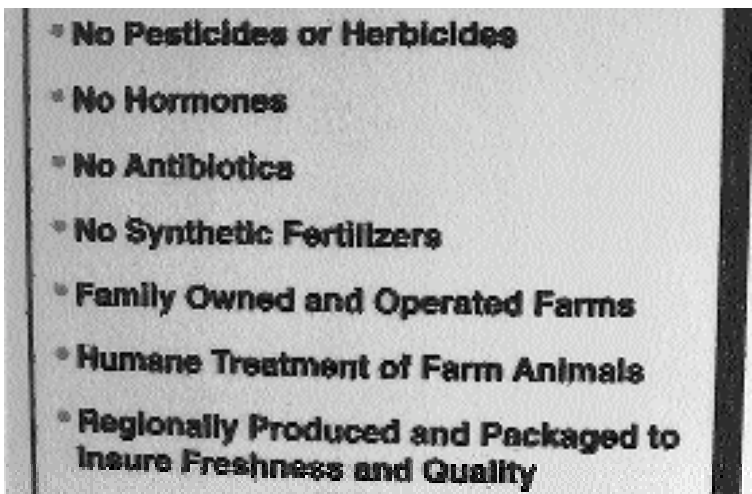 • No Pesticides or Herbicides
• No Hormones
• No Antibiotics
• No Synthetic Fertilizers
• Family Owned and Operated Farms
• Humane Treatment of Farm Animals
• Regionally Produced and Packaged to
Insure Freshness and Quality